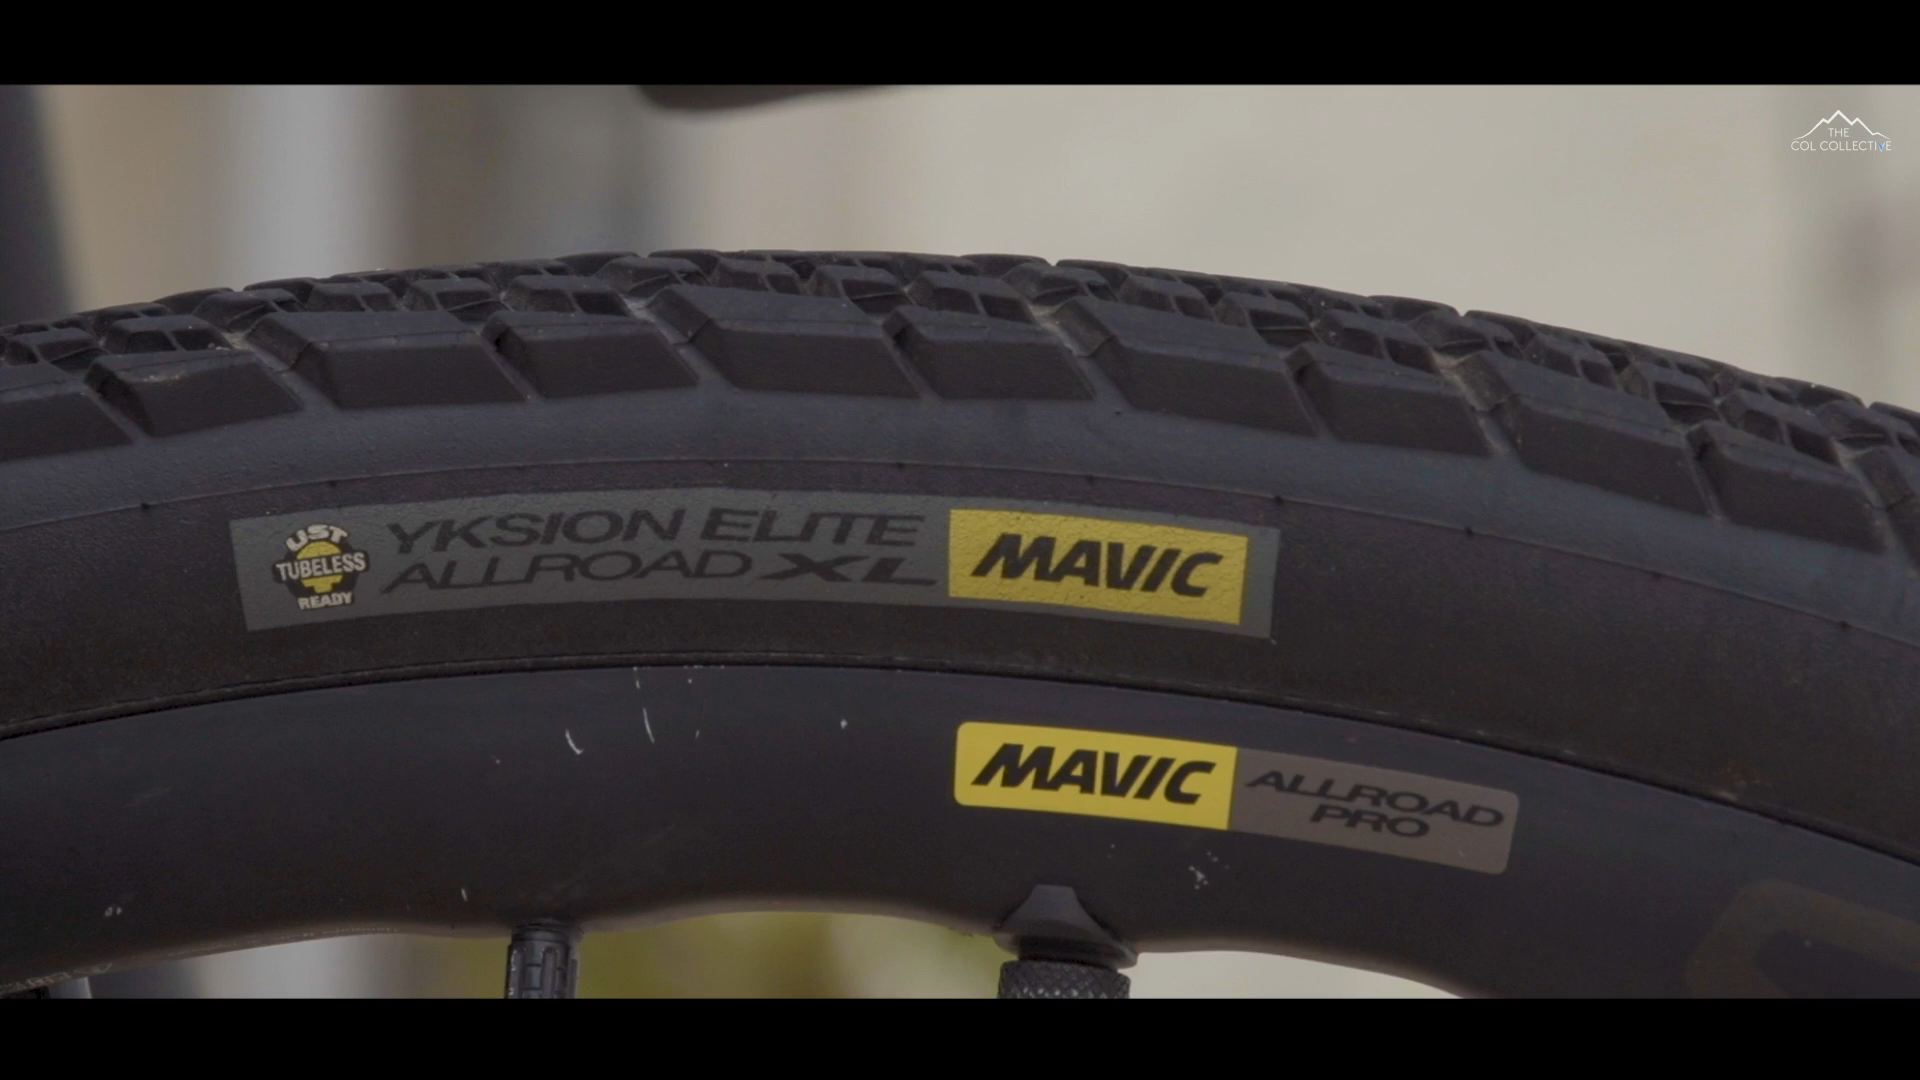 THE
COL COLLECTIVE
UST
TUBELESS
READY
YKSION ELITE
ALLROAD XL
MAVIC
MAVIC
ALLROAD
PRO